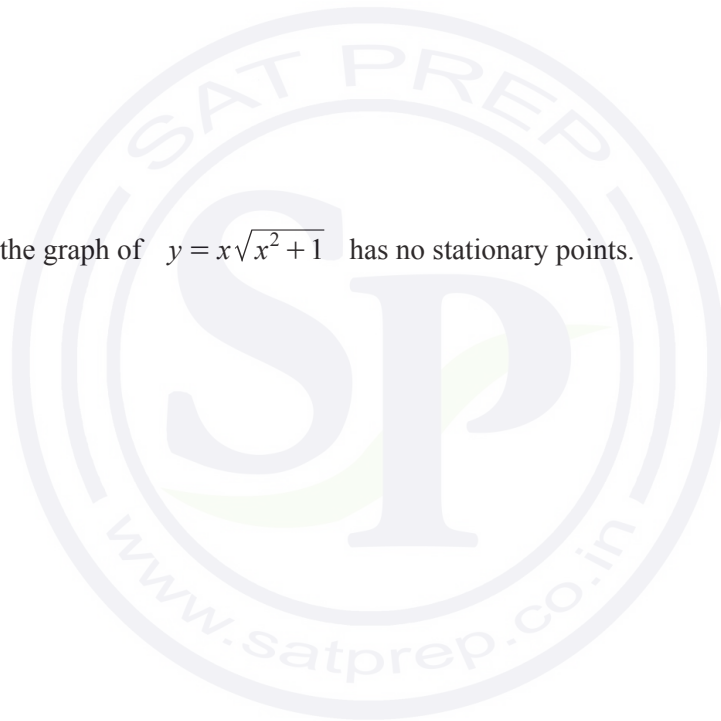 SAT PREP
the graph of y = x√(x² + 1) has no stationary points.
SP
www.satprep.co.in